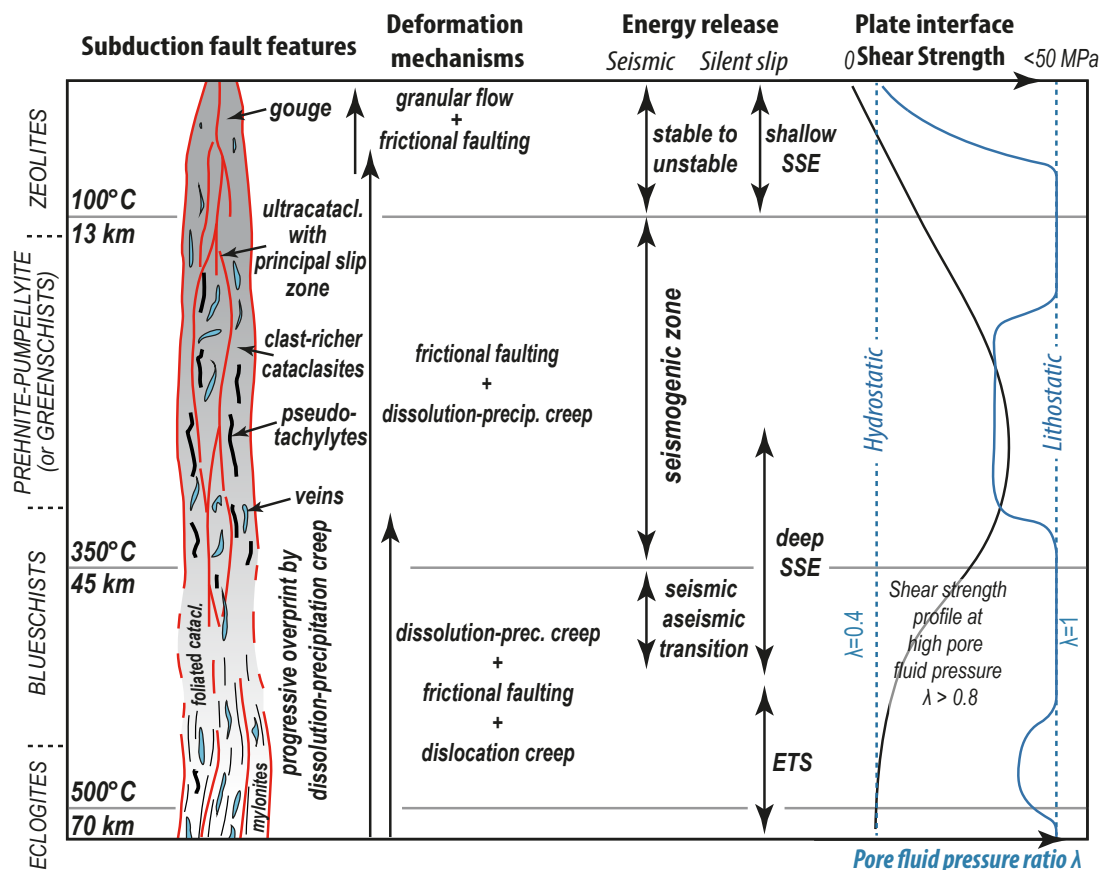 Subduction fault features
Deformation
mechanisms
Energy release
Seismic
Silent slip
Plate interface
Shear Strength
0
<50 MPa
ZEOLITES
PREHNITE-PUMPELLYITE
(or GREENSCHISTS)
BLUESCHISTS
ECLOGITES
100°C
13 km
350°C
45 km
500°C
70 km
gouge
ultracatacl.
with
principal slip
zone
clast-richer
cataclasites
pseudo-
tachylytes
veins
foliated catacl.
mylonites
progressive overprint by
dissolution-precipitation creep
granular flow
+
frictional faulting
frictional faulting
+
dissolution-precip. creep
dissolution-prec. creep
+
frictional faulting
+
dislocation creep
stable to
unstable
shallow
SSE
seismogenic zone
deep
SSE
seismic
aseismic
transition
ETS
Hydrostatic
Lithostatic
λ=0.4
λ=1
Shear strength
profile at
high pore
fluid pressure
λ > 0.8
Pore fluid pressure ratio λ